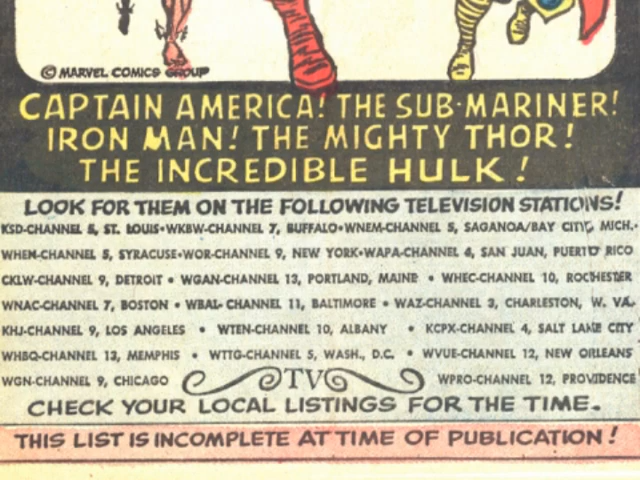 © MARVEL COMICS GROUP
CAPTAIN AMERICA! THE SUB-MARINER!
IRON MAN! THE MIGHTY THOR!
THE INCREDIBLE HULK!
LOOK FOR THEM ON THE FOLLOWING TELEVISION STATIONS!
KSD-CHANNEL 5, ST. LOUIS•WKBW-CHANNEL 7, BUFFALO•WNEM-CHANNEL 5, SAGANOA/BAY CITY, MICH.•
WHEN-CHANNEL 5, SYRACUSE•WOR-CHANNEL 9, NEW YORK•WAPA-CHANNEL 4, SAN JUAN, PUERTO RICO
CKLW-CHANNEL 9, DETROIT • WGAN-CHANNEL 13, PORTLAND, MAINE • WHEC-CHANNEL 10, ROCHESTER
WNAC-CHANNEL 7, BOSTON • WBAL-CHANNEL 11, BALTIMORE • WAZ-CHANNEL 3, CHARLESTON, W. VA.
KHJ-CHANNEL 9, LOS ANGELES • WTEN-CHANNEL 10, ALBANY • KCPX-CHANNEL 4, SALT LAKE CITY
WHBQ-CHANNEL 13, MEMPHIS • WTTG-CHANNEL 5, WASH., D.C. • WVUE-CHANNEL 12, NEW ORLEANS
WGN-CHANNEL 9, CHICAGO TV WPRO-CHANNEL 12, PROVIDENCE
CHECK YOUR LOCAL LISTINGS FOR THE TIME.
THIS LIST IS INCOMPLETE AT TIME OF PUBLICATION!